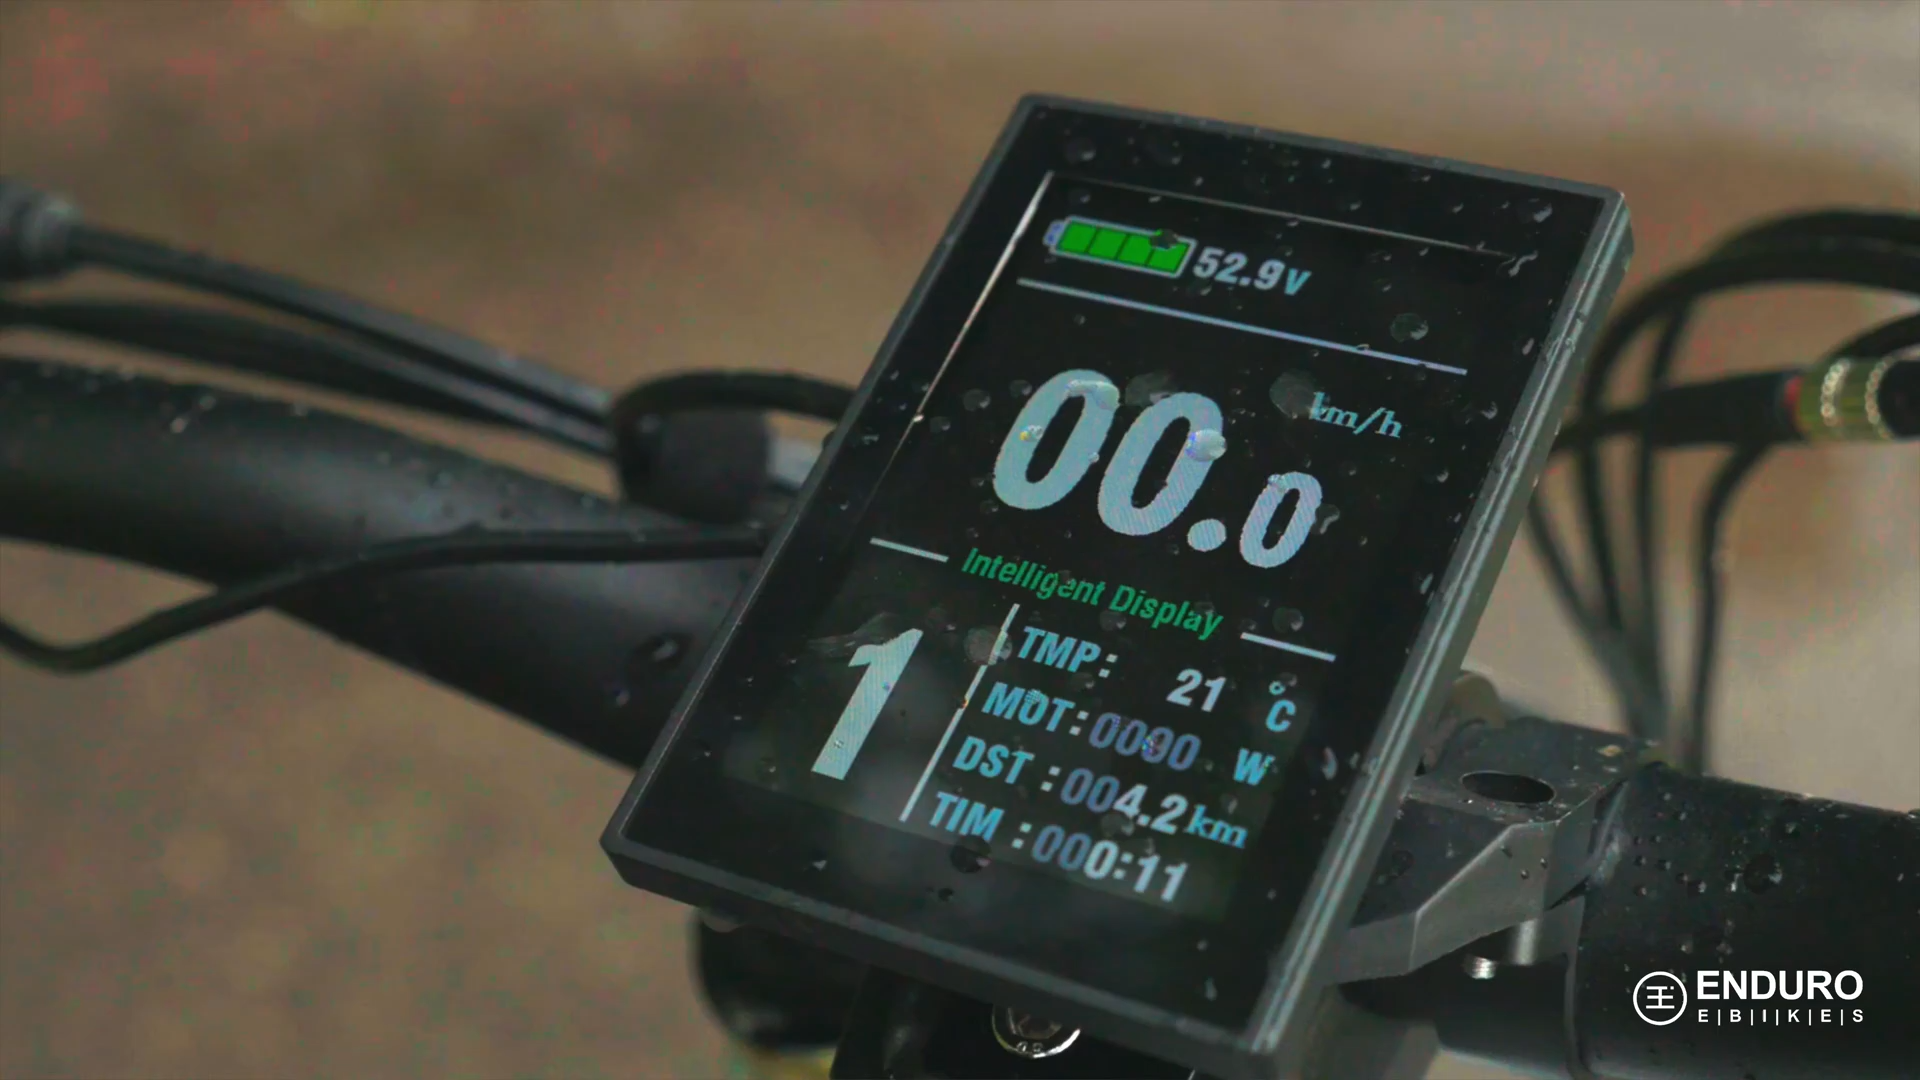 52.9V
km/h
00.0
Intelligent Display
1
TMP: 21 °C
MOT:0000 W
DST :004.2km
TIM :000:11
ENDURO
E|B|I|K|E|S